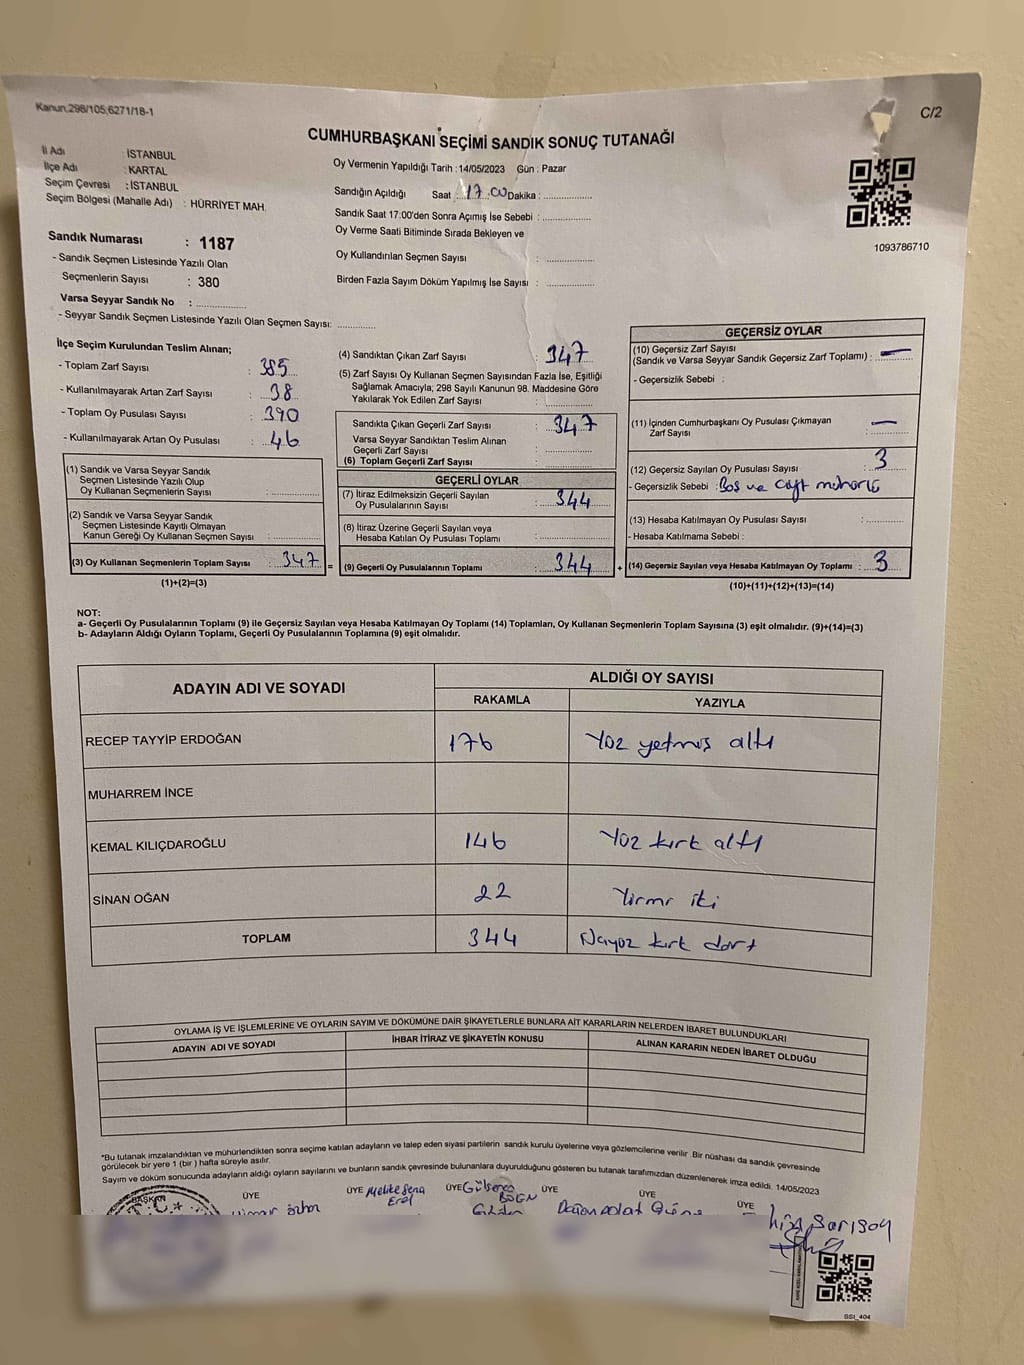 Kanun.298/105,6271/18-1
C/2
CUMHURBAŞKANI SEÇİMİ SANDIK SONUÇ TUTANAĞI
İl Adı İSTANBUL
İlçe Adı : KARTAL
Seçim Çevresi : İSTANBUL
Seçim Bölgesi (Mahalle Adı) : HÜRRİYET MAH.
Oy Vermenin Yapıldığı Tarih :14/05/2023 Gün : Pazar
Sandığın Açıldığı Saat : 17:00 Dakika : ..............
Sandık Saat 17:00'den Sonra Açımış İse Sebebi : ..............
Oy Verme Saati Bitiminde Sırada Bekleyen ve
Oy Kullandırılan Seçmen Sayısı : ..............
Birden Fazla Sayım Döküm Yapılmış İse Sayısı : ..............
1093786710
Sandık Numarası : 1187
- Sandık Seçmen Listesinde Yazılı Olan
Seçmenlerin Sayısı : 380
Varsa Seyyar Sandık No : ..............
- Seyyar Sandık Seçmen Listesinde Yazılı Olan Seçmen Sayısı: ..............
İlçe Seçim Kurulundan Teslim Alınan;
- Toplam Zarf Sayısı : 385
- Kullanılmayarak Artan Zarf Sayısı : 38
- Toplam Oy Pusulası Sayısı : 390
- Kullanılmayarak Artan Oy Pusulası : 46
(1) Sandık ve Varsa Seyyar Sandık
Seçmen Listesinde Yazılı Olup
Oy Kullanan Seçmenlerin Sayısı : ..............
(2) Sandık ve Varsa Seyyar Sandık
Seçmen Listesinde Kayıtlı Olmayan
Kanun Gereği Oy Kullanan Seçmen Sayısı : ..............
(3) Oy Kullanan Seçmenlerin Toplam Sayısı : 347 =
(1)+(2)=(3)
(4) Sandıktan Çıkan Zarf Sayısı : 347
(5) Zarf Sayısı Oy Kullanan Seçmen Sayısından Fazla İse, Eşitliği
Sağlamak Amacıyla; 298 Sayılı Kanunun 98. Maddesine Göre
Yakılarak Yok Edilen Zarf Sayısı : ..............
Sandıkta Çıkan Geçerli Zarf Sayısı : 347
Varsa Seyyar Sandıktan Teslim Alınan
Geçerli Zarf Sayısı : ..............
(6) Toplam Geçerli Zarf Sayısı : ..............
GEÇERLİ OYLAR
(7) İtiraz Edilmeksizin Geçerli Sayılan
Oy Pusulalarının Sayısı : 344
(8) İtiraz Üzerine Geçerli Sayılan veya
Hesaba Katılan Oy Pusulası Toplamı : ..............
(9) Geçerli Oy Pusulalarının Toplamı : 344 +
GEÇERSİZ OYLAR
(10) Geçersiz Zarf Sayısı
(Sandık ve Varsa Seyyar Sandık Geçersiz Zarf Toplamı) : —
- Geçersizlik Sebebi :
(11) İçinden Cumhurbaşkanı Oy Pusulası Çıkmayan
Zarf Sayısı : —
(12) Geçersiz Sayılan Oy Pusulası Sayısı : 3
- Geçersizlik Sebebi : Boş ve çift mühürlü
(13) Hesaba Katılmayan Oy Pusulası Sayısı : ..............
- Hesaba Katılmama Sebebi :
(14) Geçersiz Sayılan veya Hesaba Katılmayan Oy Toplamı : 3
(10)+(11)+(12)+(13)=(14)
NOT:
a- Geçerli Oy Pusulalarının Toplamı (9) ile Geçersiz Sayılan veya Hesaba Katılmayan Oy Toplamı (14) Toplamları, Oy Kullanan Seçmenlerin Toplam Sayısına (3) eşit olmalıdır. (9)+(14)=(3)
b- Adayların Aldığı Oyların Toplamı, Geçerli Oy Pusulalarının Toplamına (9) eşit olmalıdır.
ADAYIN ADI VE SOYADI
ALDIĞI OY SAYISI
RAKAMLA YAZIYLA
RECEP TAYYİP ERDOĞAN 176 Yüz yetmiş altı
MUHARREM İNCE
KEMAL KILIÇDAROĞLU 146 Yüz kırk altı
SİNAN OĞAN 22 Yirmi iki
TOPLAM 344 kırk dört
OYLAMA İŞ VE İŞLEMLERİNE VE OYLARIN SAYIM VE DÖKÜMÜNE DAİR ŞİKAYETLERLE BUNLARA AİT KARARLARIN NELERDEN İBARET BULUNDUKLARI
ADAYIN ADI VE SOYADI İHBAR İTİRAZ VE ŞİKAYETİN KONUSU ALINAN KARARIN NEDEN İBARET OLDUĞU
*Bu tutanak imzalandıktan ve mühürlendikten sonra seçime katılan adayların ve talep eden siyasi partilerin sandık kurulu üyelerine veya gözlemcilerine verilir. Bir nüshası da sandık çevresinde
görülecek bir yere 1 (bir ) hafta süreyle asılır.
Sayım ve döküm sonucunda adayların aldığı oyların sayılarını ve bunların sandık çevresinde bulunanlara duyurulduğunu gösteren bu tutanak tarafımızdan düzenlenerek imza edildi. 14/05/2023
BAŞKAN ÜYE ÜYE ÜYE ÜYE ÜYE ÜYE
Melike Sena
Sarısoy
SSI_404